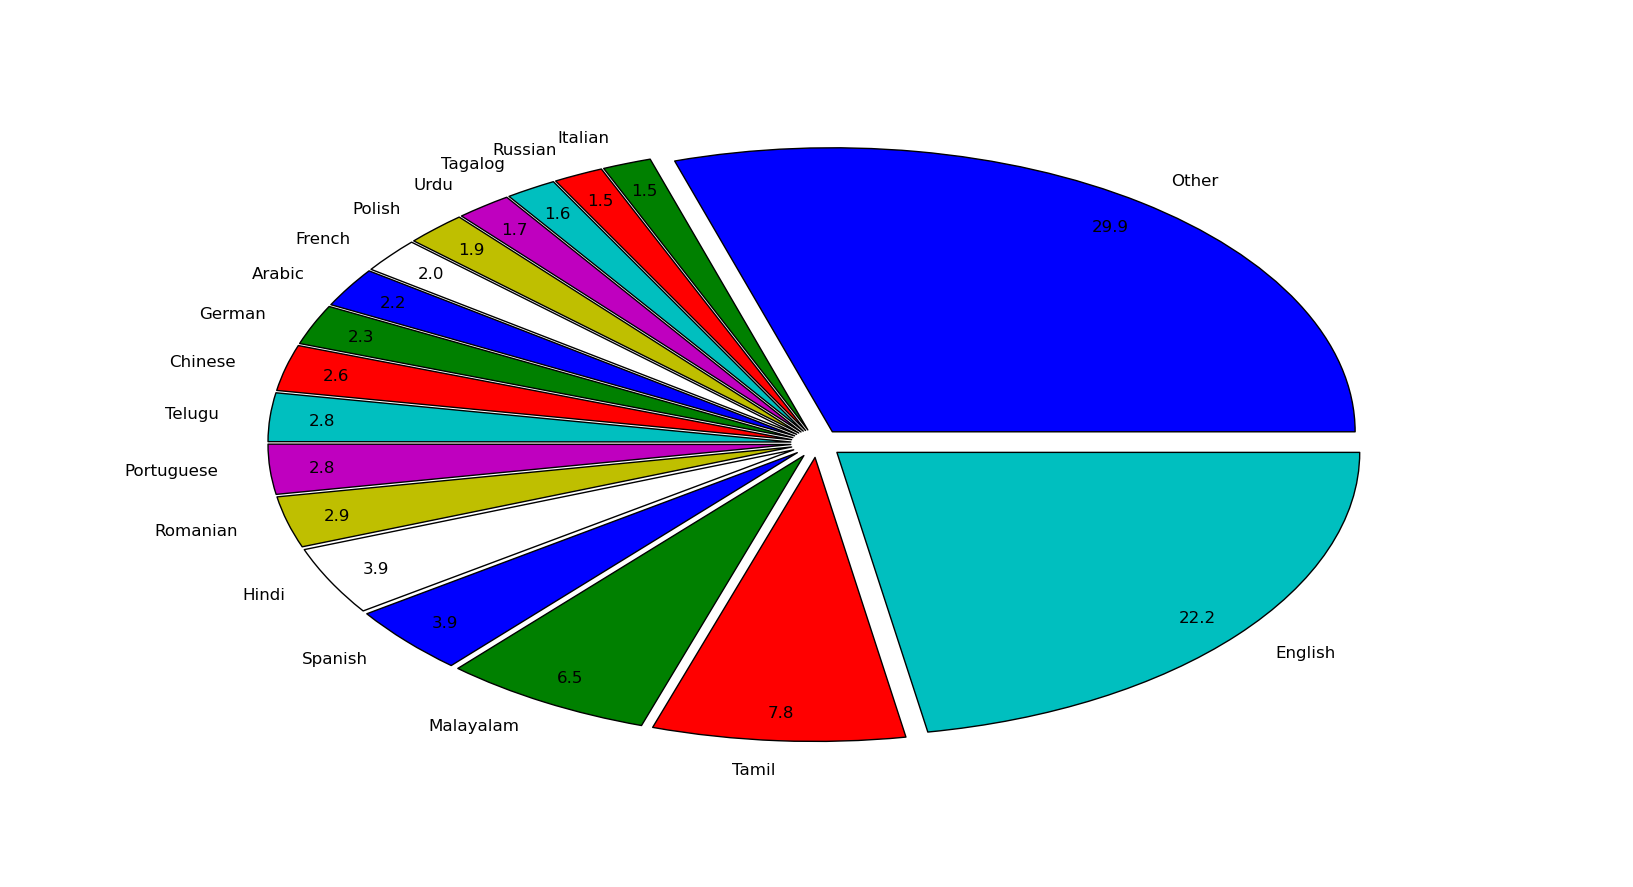 Other
29.9
Italian
1.5
Russian
1.5
Tagalog
1.6
Urdu
1.7
Polish
1.9
French
2.0
Arabic
2.2
German
2.3
Chinese
2.6
Telugu
2.8
Portuguese
2.8
Romanian
2.9
Hindi
3.9
Spanish
3.9
Malayalam
6.5
Tamil
7.8
English
22.2